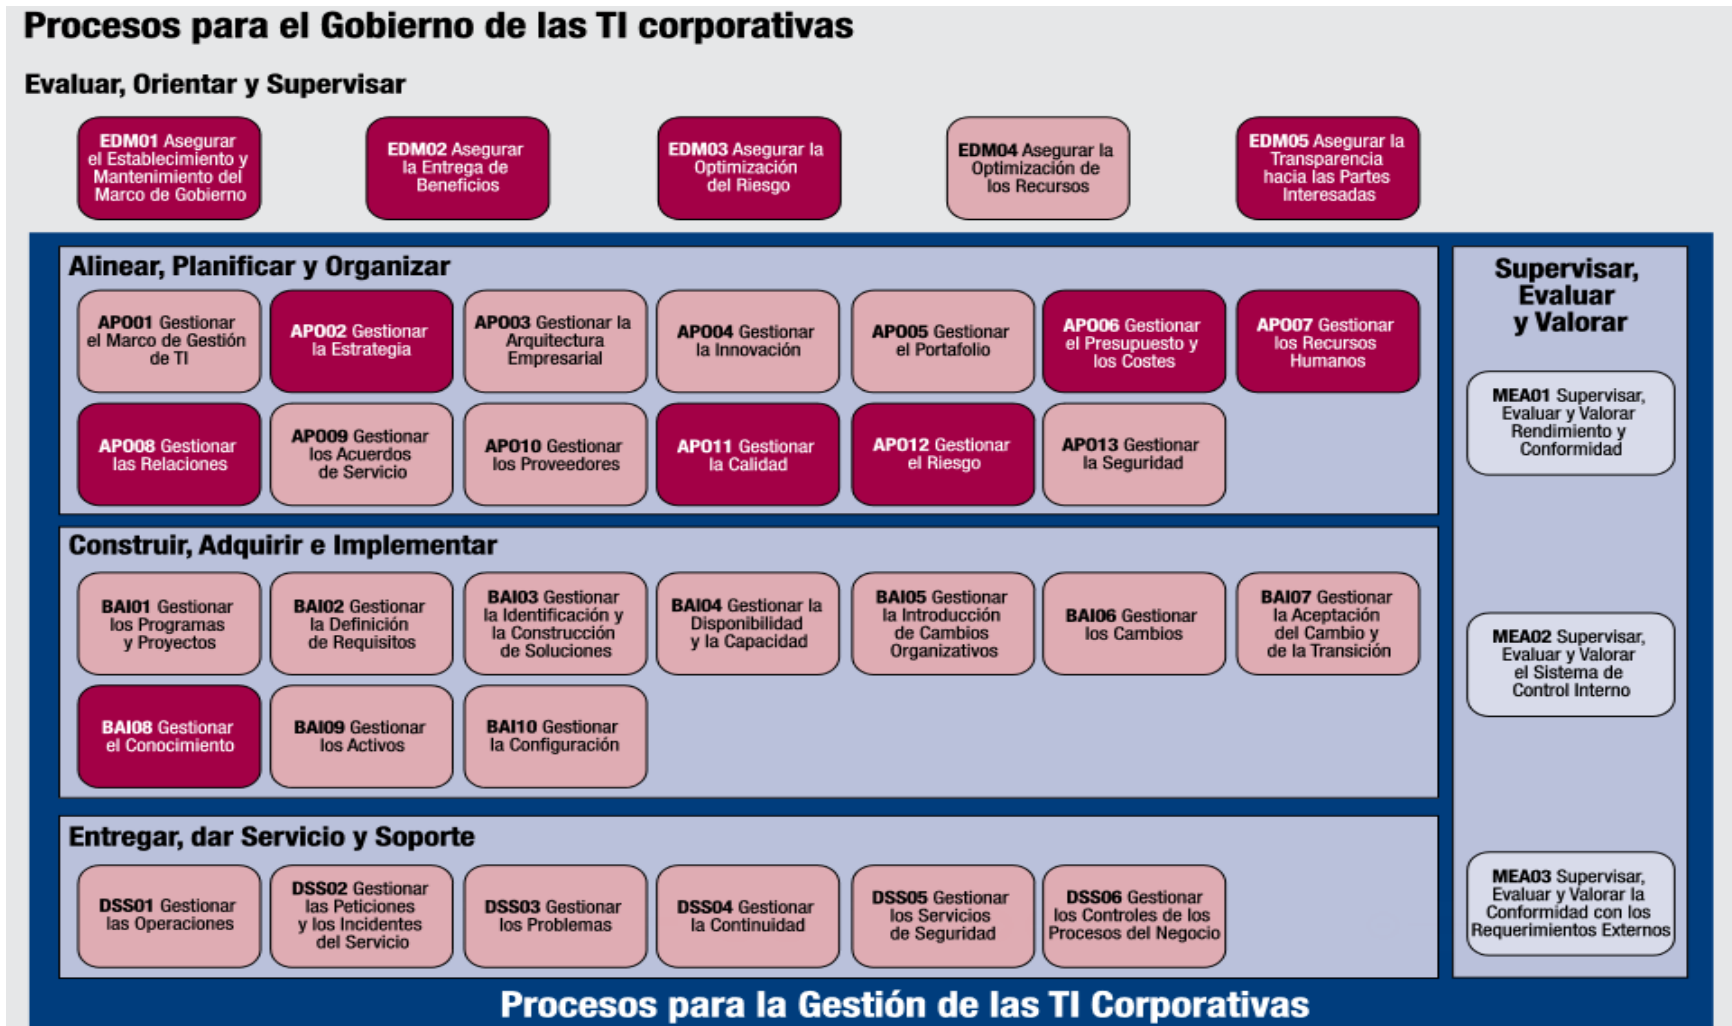 Procesos para el Gobierno de las TI corporativas
Evaluar, Orientar y Supervisar
EDM01 Asegurar
el Establecimiento y
Mantenimiento del
Marco de Gobierno
EDM02 Asegurar
la Entrega de
Beneficios
EDM03 Asegurar la
Optimización
del Riesgo
EDM04 Asegurar la
Optimización de
los Recursos
EDM05 Asegurar la
Transparencia
hacia las Partes
Interesadas
Alinear, Planificar y Organizar
APO01 Gestionar
el Marco de Gestión
de TI
APO02 Gestionar
la Estrategia
APO03 Gestionar la
Arquitectura
Empresarial
APO04 Gestionar
la Innovación
APO05 Gestionar
el Portafolio
APO06 Gestionar
el Presupuesto y
los Costes
APO07 Gestionar
los Recursos
Humanos
APO08 Gestionar
las Relaciones
APO09 Gestionar
los Acuerdos
de Servicio
APO10 Gestionar
los Proveedores
APO11 Gestionar
la Calidad
APO12 Gestionar
el Riesgo
APO13 Gestionar
la Seguridad
Construir, Adquirir e Implementar
BAI01 Gestionar
los Programas
y Proyectos
BAI02 Gestionar
la Definición
de Requisitos
BAI03 Gestionar
la Identificación y
la Construcción
de Soluciones
BAI04 Gestionar la
Disponibilidad
y la Capacidad
BAI05 Gestionar
la Introducción
de Cambios
Organizativos
BAI06 Gestionar
los Cambios
BAI07 Gestionar
la Aceptación
del Cambio y
de la Transición
BAI08 Gestionar
el Conocimiento
BAI09 Gestionar
los Activos
BAI10 Gestionar
la Configuración
Entregar, dar Servicio y Soporte
DSS01 Gestionar
las Operaciones
DSS02 Gestionar
las Peticiones
y los Incidentes
del Servicio
DSS03 Gestionar
los Problemas
DSS04 Gestionar
la Continuidad
DSS05 Gestionar
los Servicios
de Seguridad
DSS06 Gestionar
los Controles de los
Procesos del Negocio
Supervisar,
Evaluar
y Valorar
MEA01 Supervisar,
Evaluar y Valorar
Rendimiento y
Conformidad
MEA02 Supervisar,
Evaluar y Valorar
el Sistema de
Control Interno
MEA03 Supervisar,
Evaluar y Valorar la
Conformidad con los
Requerimientos Externos
Procesos para la Gestión de las TI Corporativas